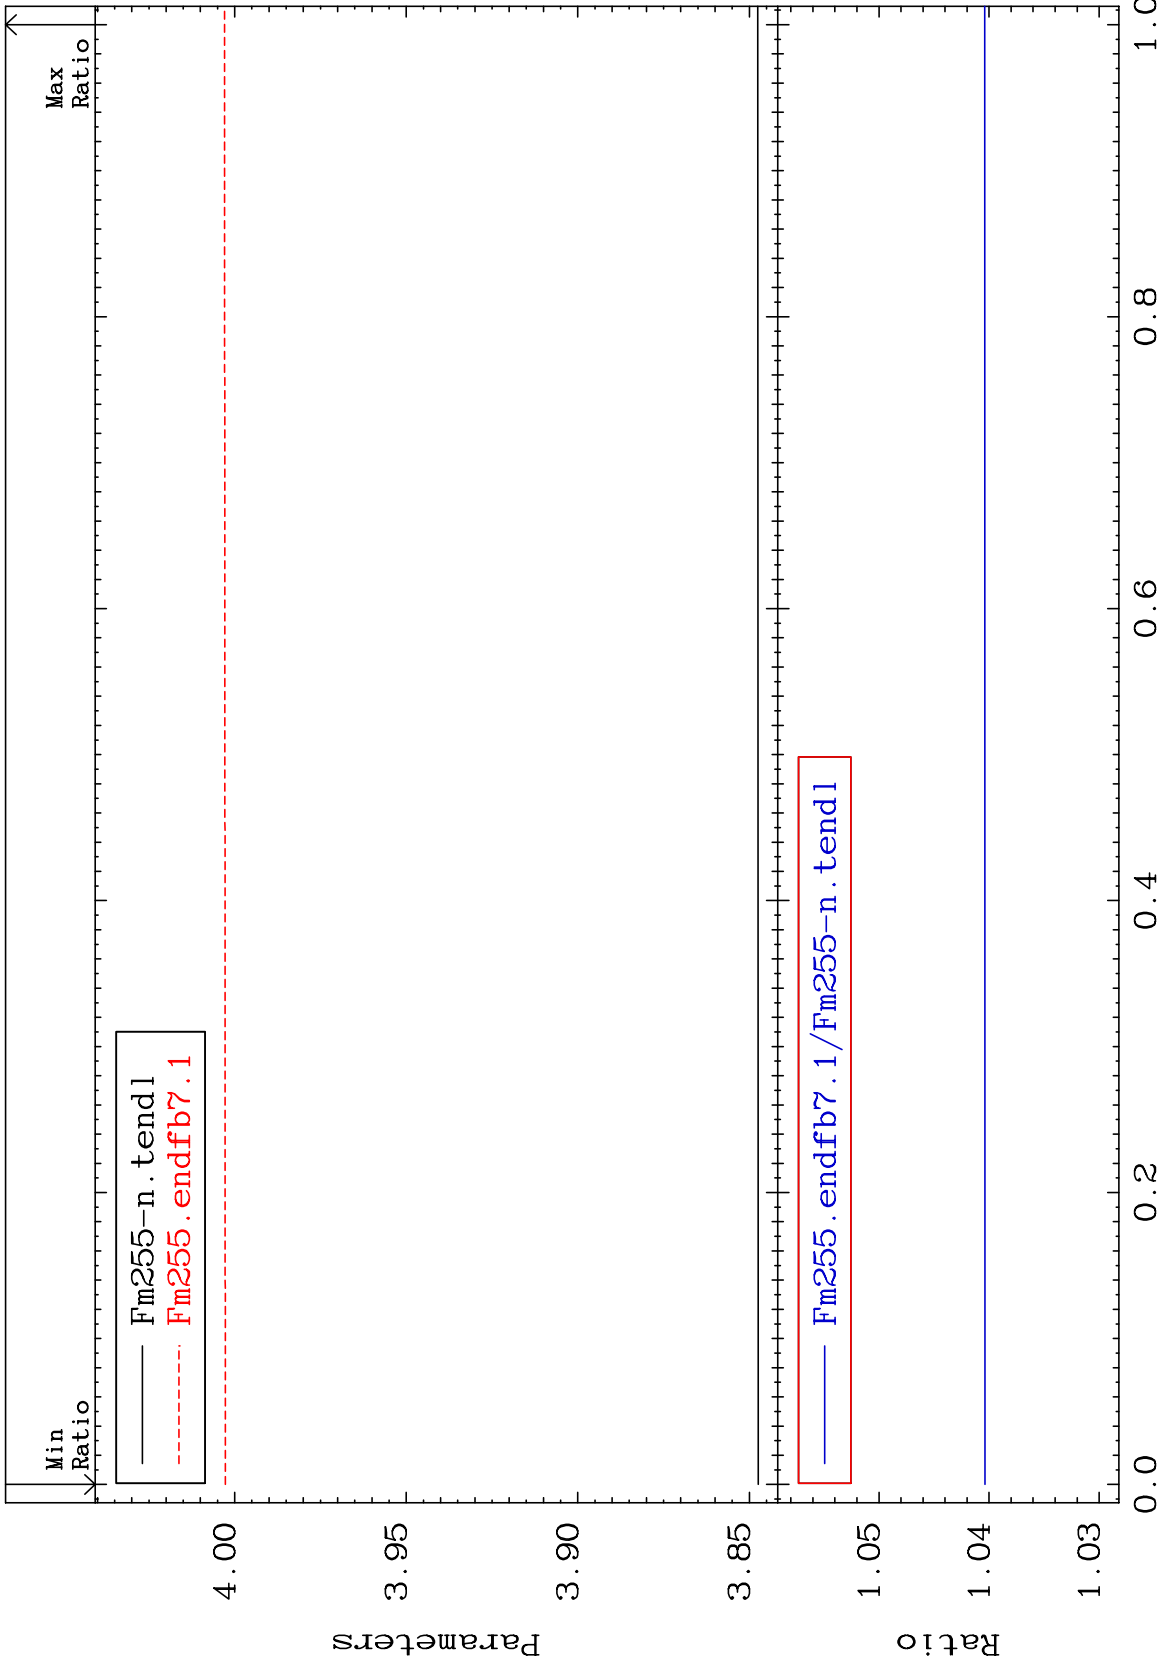 Min
Ratio
Max
Ratio
Fm255-n.tendl
Fm255.endfb7.1
4.00
3.95
3.90
3.85
Parameters
Fm255.endfb7.1/Fm255-n.tendl
1.05
1.04
1.03
Ratio
0.0
0.2
0.4
0.6
0.8
1.0